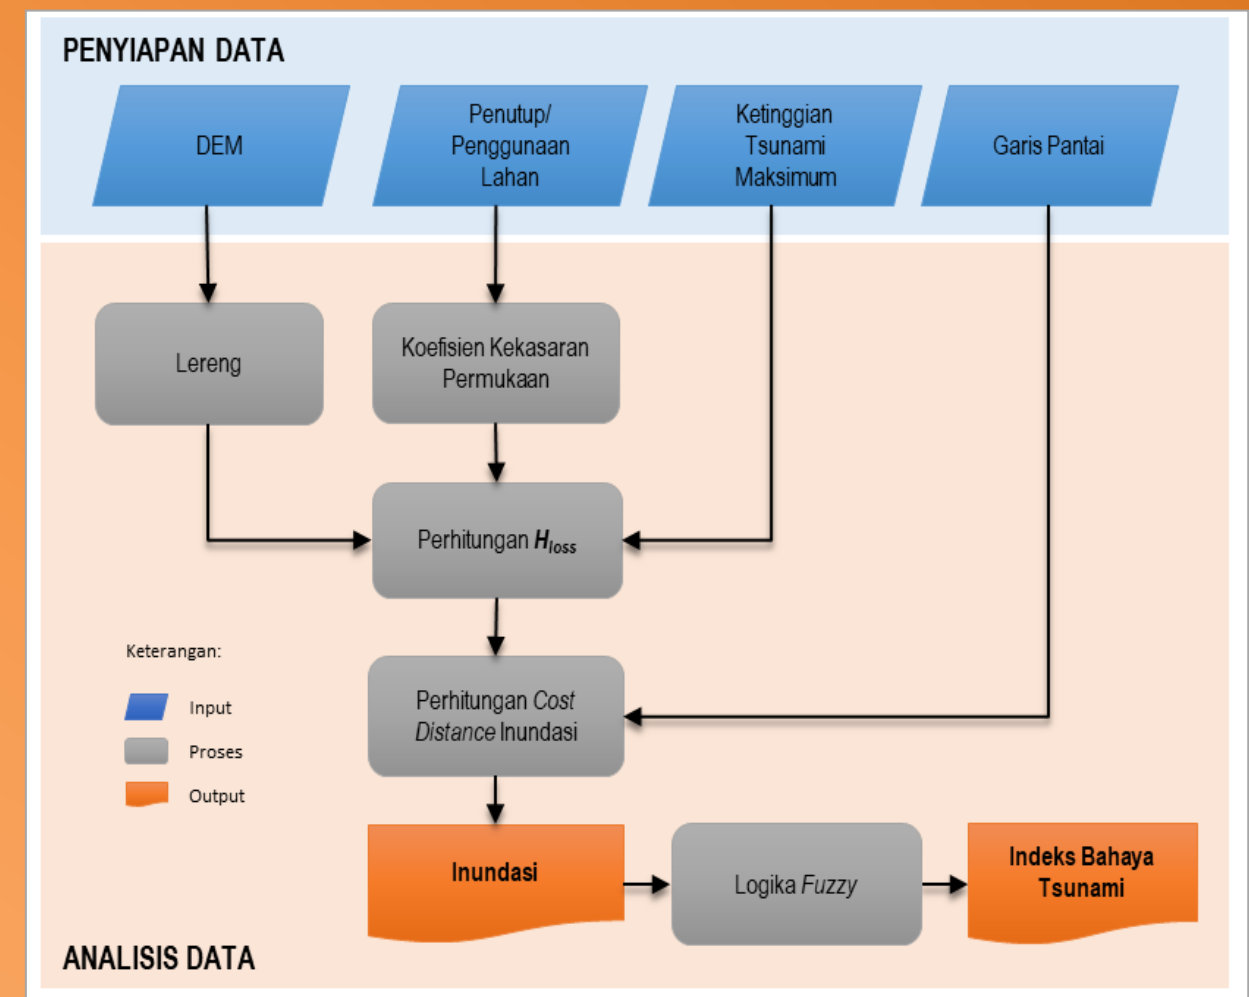 PENYIAPAN DATA
DEM
Penutup/
Penggunaan
Lahan
Ketinggian
Tsunami
Maksimum
Garis Pantai
Lereng
Koefisien Kekasaran
Permukaan
Perhitungan Hloss
Perhitungan Cost
Distance Inundasi
Keterangan:
Input
Proses
Output
Inundasi
Logika Fuzzy
Indeks Bahaya
Tsunami
ANALISIS DATA